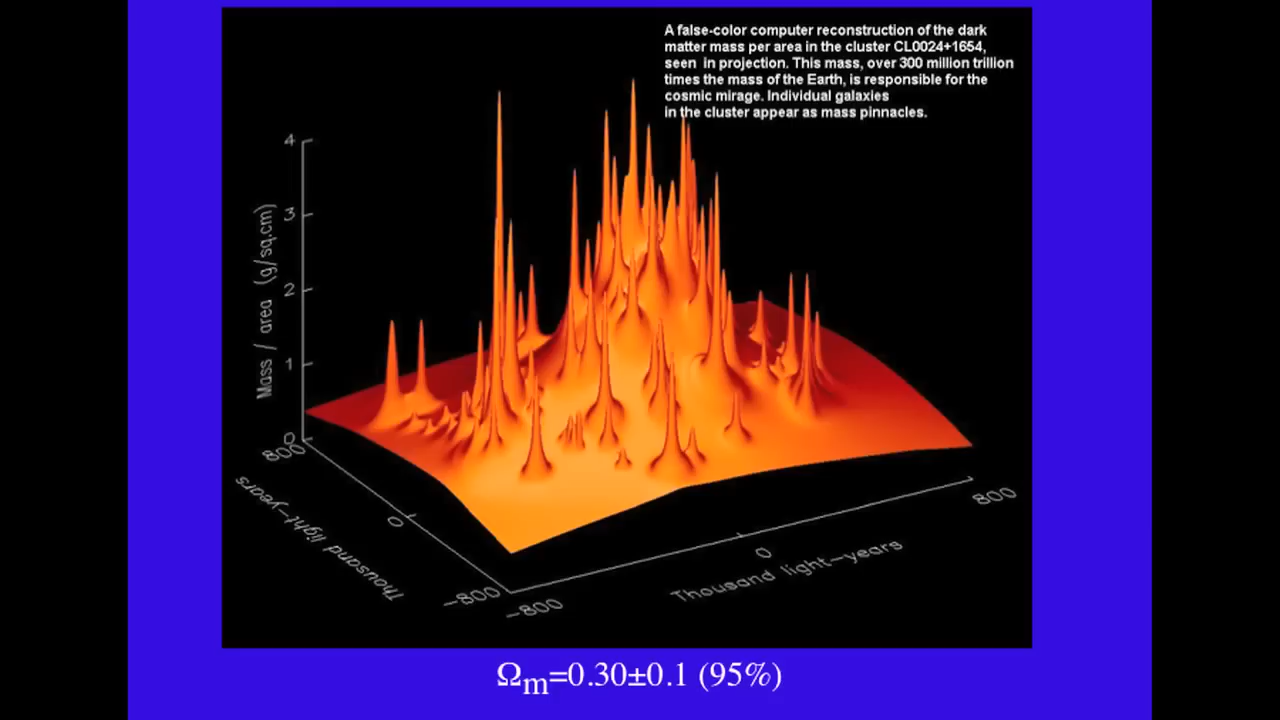 A false-color computer reconstruction of the dark
matter mass per area in the cluster CL0024+1654,
seen in projection. This mass, over 300 million trillion
times the mass of the Earth, is responsible for the
cosmic mirage. Individual galaxies
in the cluster appear as mass pinnacles.
4
3
2
1
0
Mass / area (g/sq.cm)
800
0
-800
Thousand light-years
-800
0
800
Thousand light-years
Ωm=0.30±0.1 (95%)